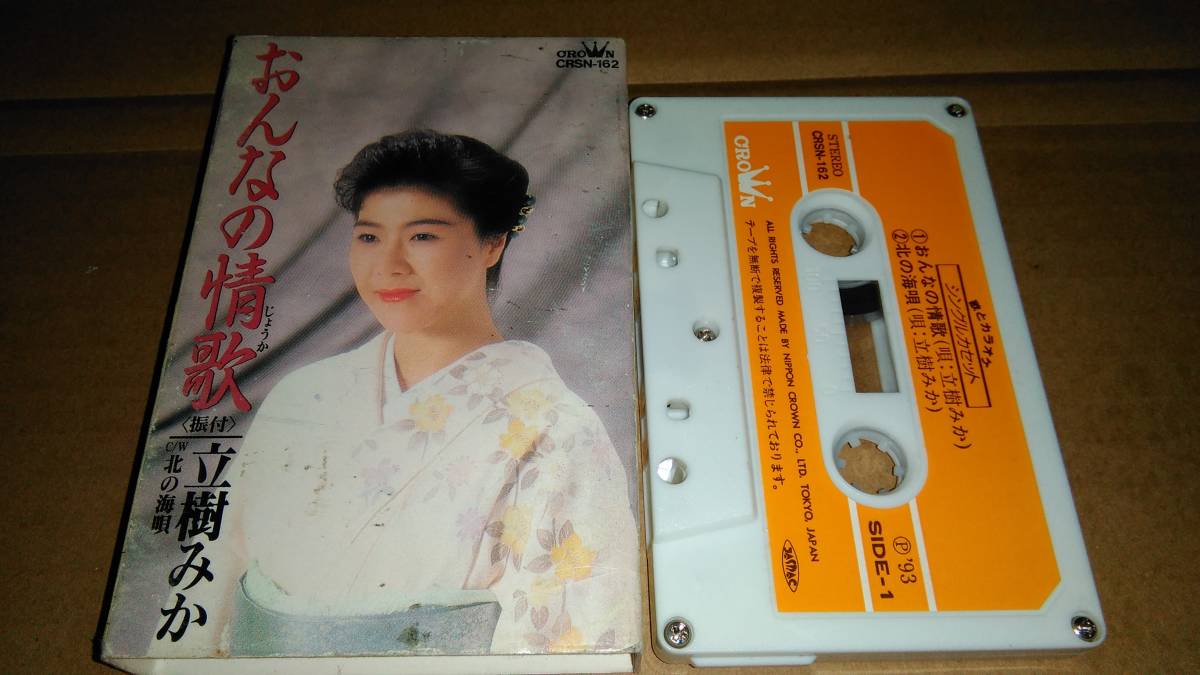 CROWN
CRSN-162
おんなの情歌
じょうか
〈振付〉
立樹みか
C/W
北の海唄
CROWN
STEREO
CRSN-162
歌とカラオケ
シングルカセット
①おんなの情歌(唄:立樹みか)
②北の海唄(唄:立樹みか)
ALL RIGHTS RESERVED MADE BY NIPPON CROWN CO., LTD. TOKYO, JAPAN
テープを無断で複製することは法律で禁じられております。
JASRAC
Ⓟ'93
SIDE-1